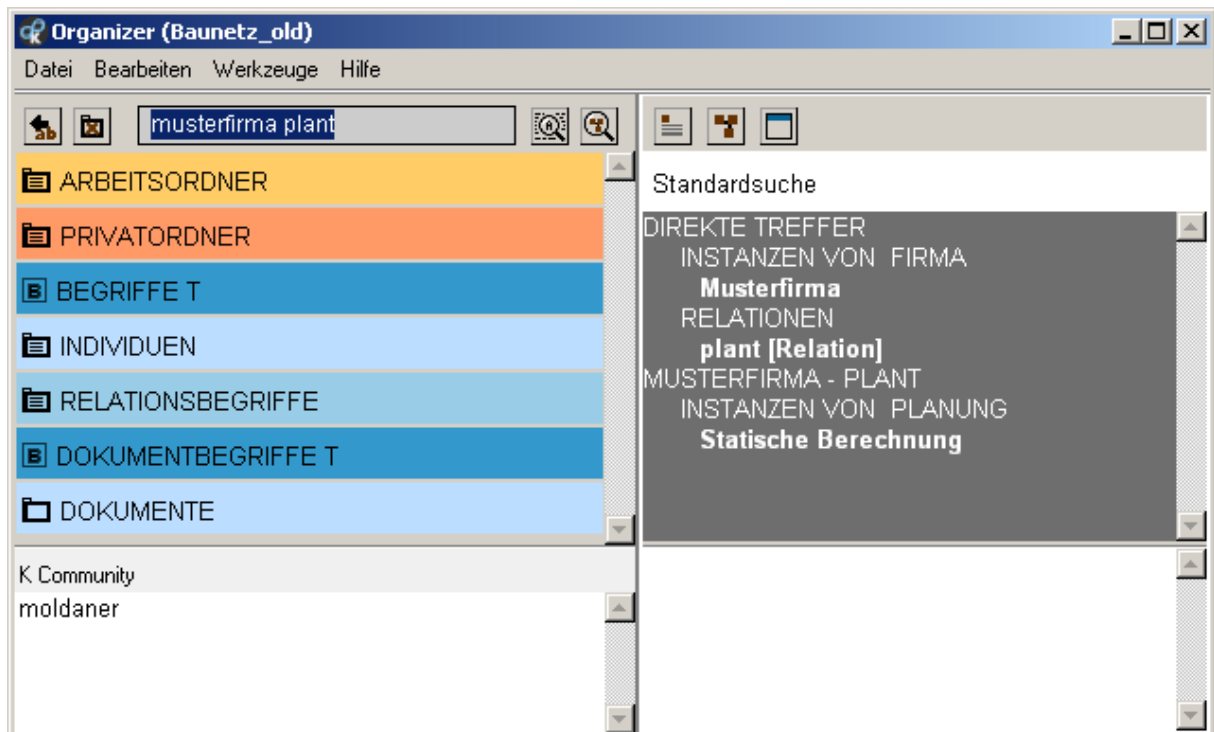 Organizer (Baunetz_old)
Datei Bearbeiten Werkzeuge Hilfe
musterfirma plant
ARBEITSORDNER
PRIVATORDNER
BEGRIFFE T
INDIVIDUEN
RELATIONSBEGRIFFE
DOKUMENTBEGRIFFE T
DOKUMENTE
K Community
moldaner
Standardsuche
DIREKTE TREFFER
INSTANZEN VON FIRMA
Musterfirma
RELATIONEN
plant [Relation]
MUSTERFIRMA - PLANT
INSTANZEN VON PLANUNG
Statische Berechnung